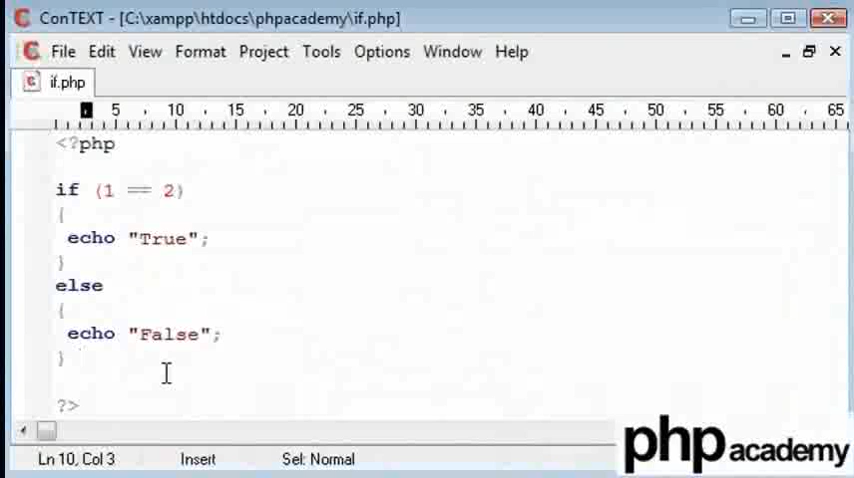 ConTEXT - [C:\xampp\htdocs\phpacademy\if.php]
File Edit View Format Project Tools Options Window Help
if.php
5 10 15 20 25 30 35 40 45 50 55 60 65
<?php
if (1 == 2)
{
echo "True";
}
else
{
echo "False";
}
?>
Ln 10, Col 3 Insert Sel: Normal
php academy